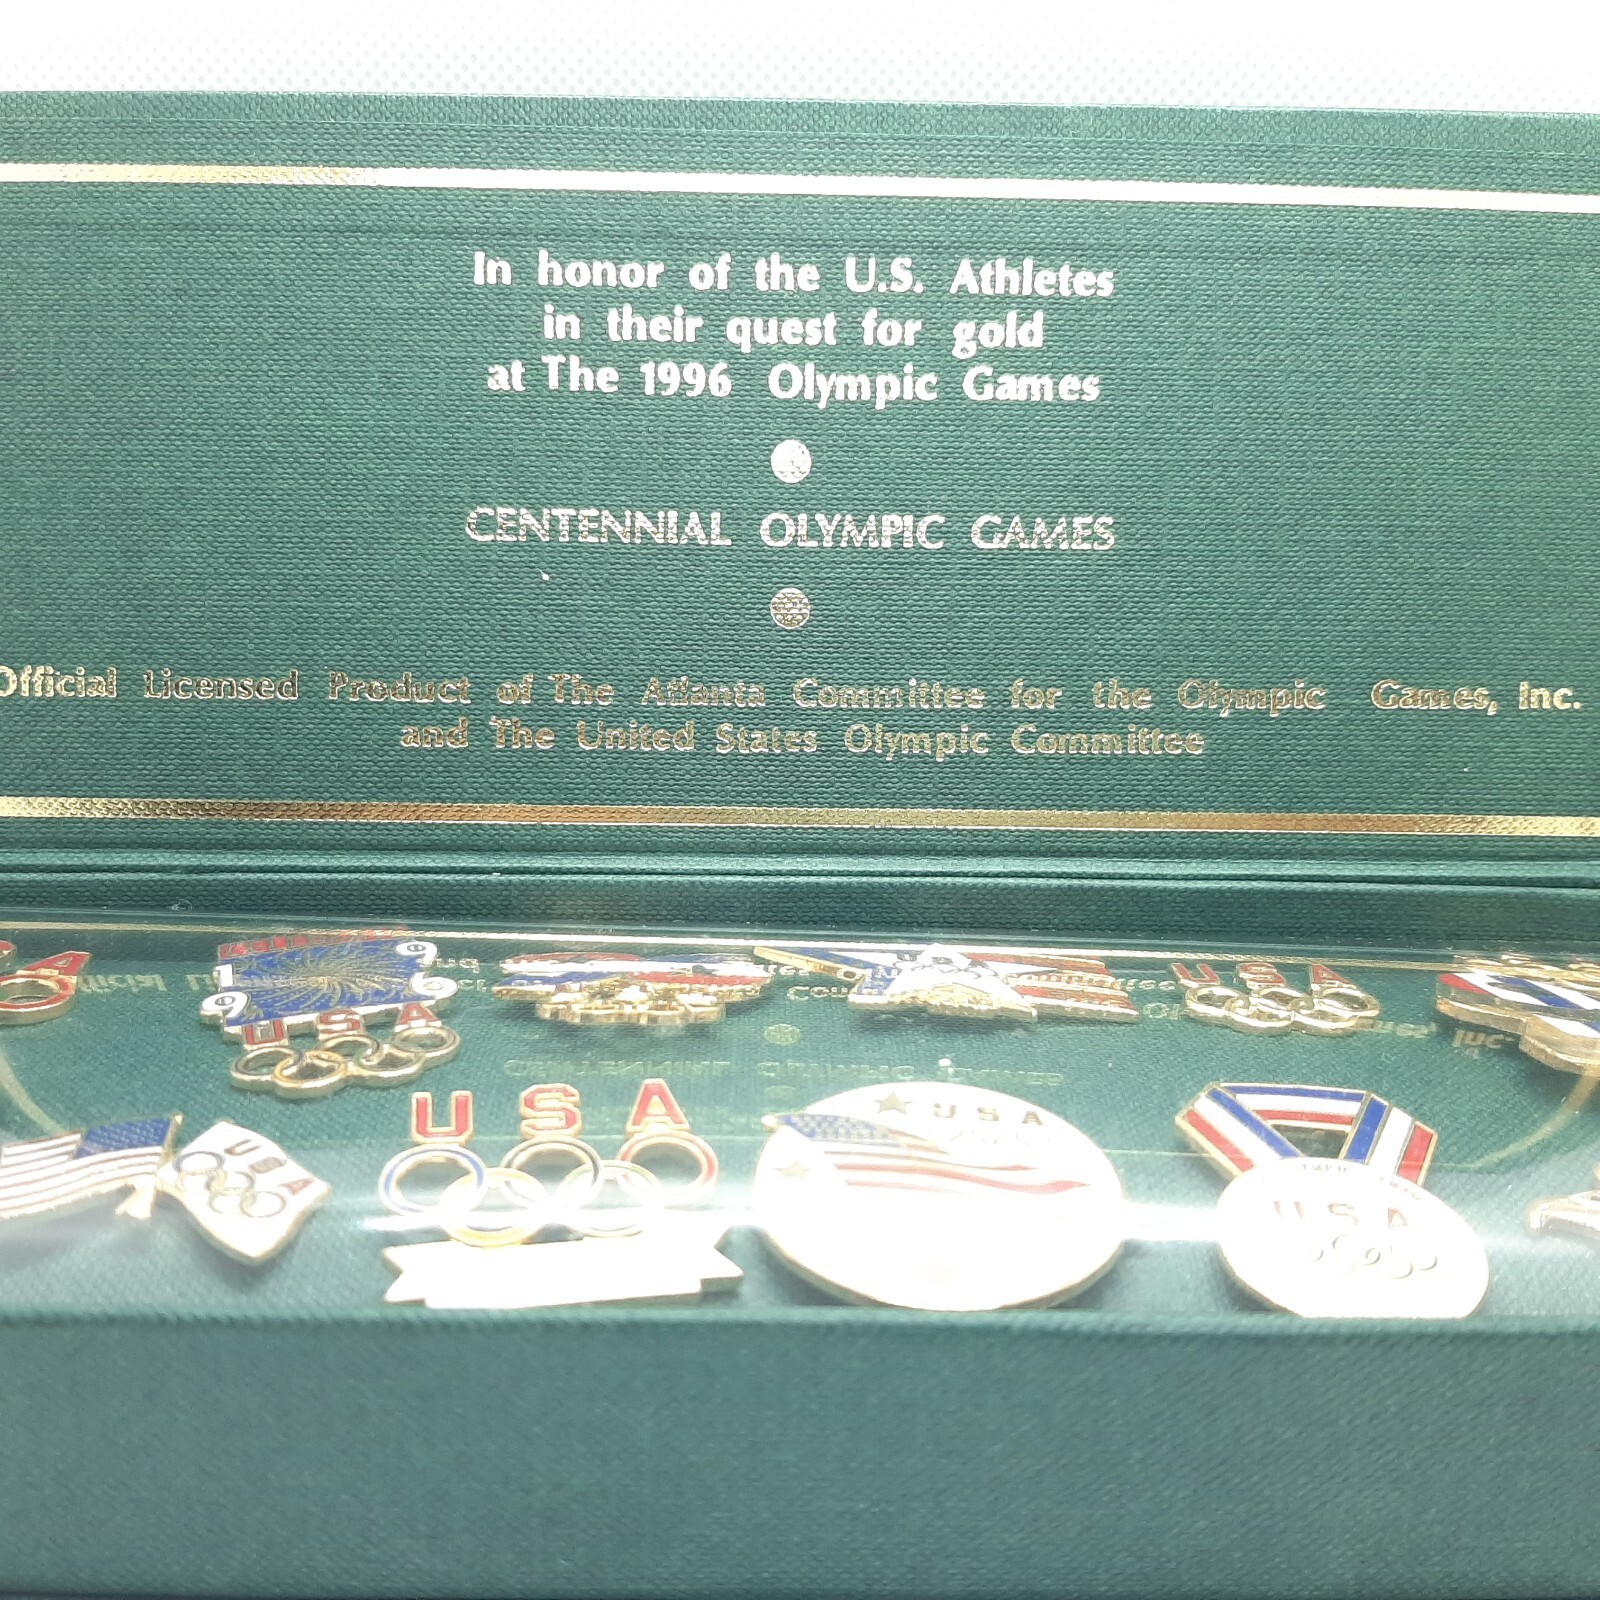 In honor of the U.S. Athletes
in their quest for gold
at The 1996 Olympic Games
CENTENNIAL OLYMPIC GAMES
Official Licensed Product of The Atlanta Committee for the Olympic Games, Inc.
and The United States Olympic Committee
USA
USA
USA
USA
USA
USA
USA